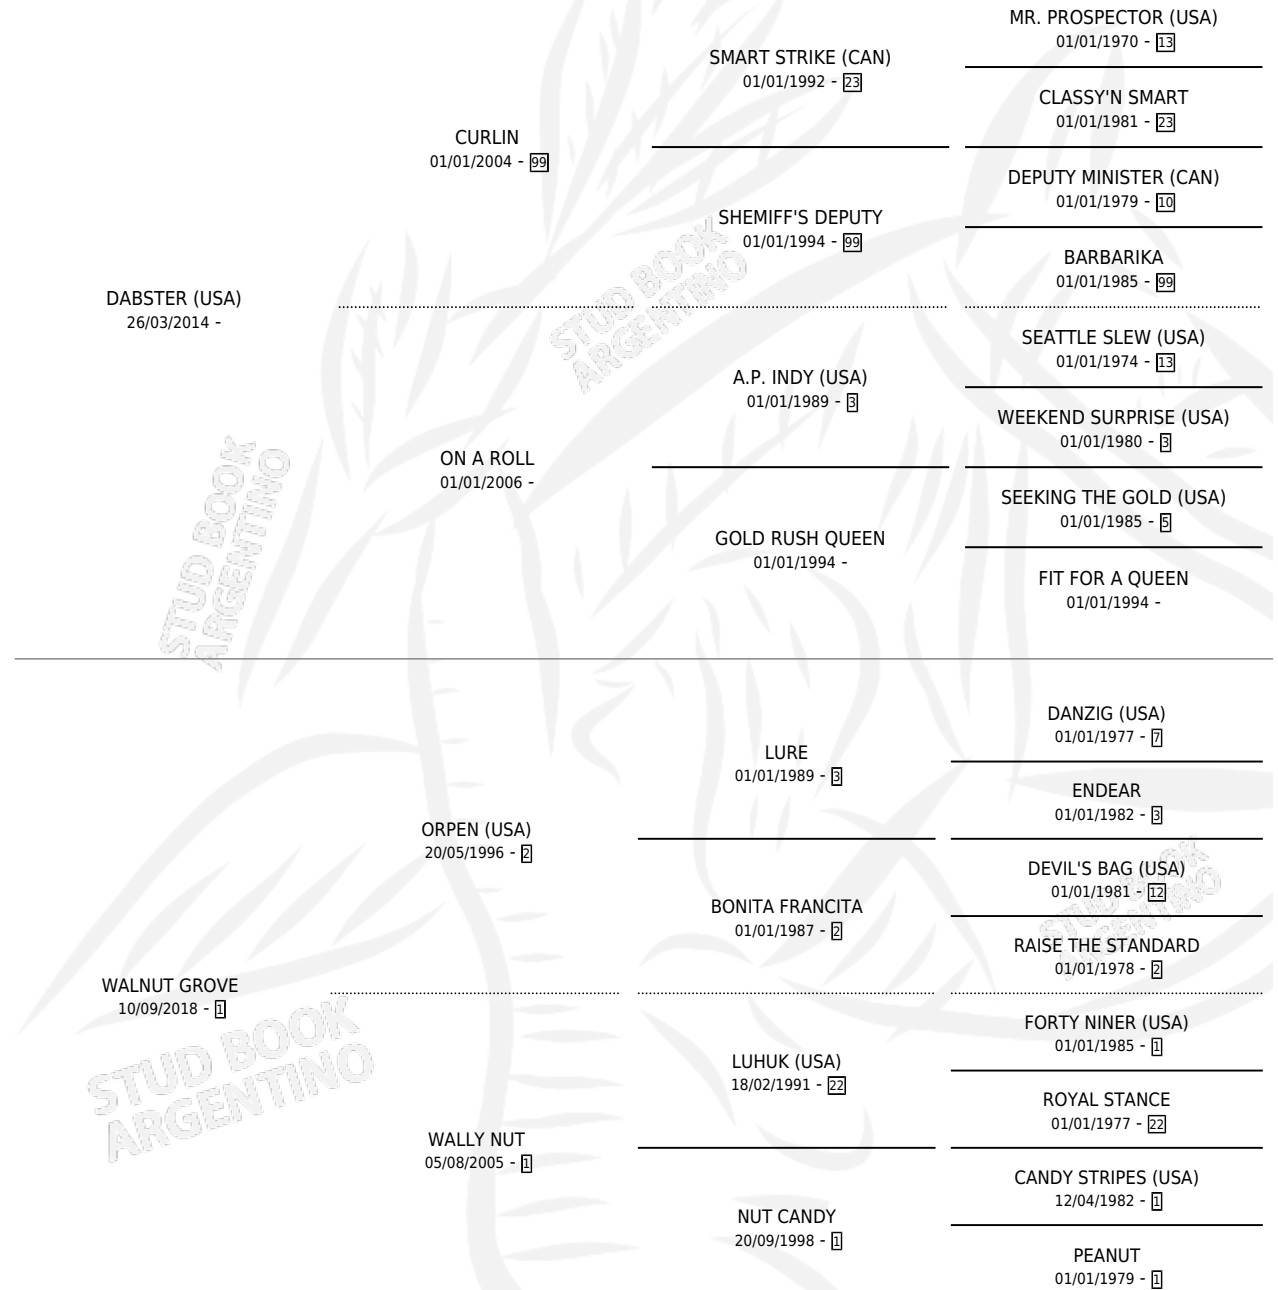 MR. PROSPECTOR (USA)
01/01/1970 - 13
SMART STRIKE (CAN)
01/01/1992 - 23
CLASSY'N SMART
01/01/1981 - 23
CURLIN
01/01/2004 - 99
DEPUTY MINISTER (CAN)
01/01/1979 - 10
SHEMIFF'S DEPUTY
01/01/1994 - 99
BARBARIKA
01/01/1985 - 99
DABSTER (USA)
26/03/2014 -
SEATTLE SLEW (USA)
01/01/1974 - 13
A.P. INDY (USA)
01/01/1989 - 3
WEEKEND SURPRISE (USA)
01/01/1980 - 3
ON A ROLL
01/01/2006 -
SEEKING THE GOLD (USA)
01/01/1985 - 5
GOLD RUSH QUEEN
01/01/1994 -
FIT FOR A QUEEN
01/01/1994 -
DANZIG (USA)
01/01/1977 - 7
LURE
01/01/1989 - 3
ENDEAR
01/01/1982 - 3
ORPEN (USA)
20/05/1996 - 2
DEVIL'S BAG (USA)
01/01/1981 - 12
BONITA FRANCITA
01/01/1987 - 2
RAISE THE STANDARD
01/01/1978 - 2
WALNUT GROVE
10/09/2018 - 1
FORTY NINER (USA)
01/01/1985 - 1
LUHUK (USA)
18/02/1991 - 22
ROYAL STANCE
01/01/1977 - 22
WALLY NUT
05/08/2005 - 1
CANDY STRIPES (USA)
12/04/1982 - 1
NUT CANDY
20/09/1998 - 1
PEANUT
01/01/1979 - 1
STUD BOOK
ARGENTINO
STUD BOOK
ARGENTINO
STUD BOOK
ARGENTINO
STUD BOOK
ARGENTINO